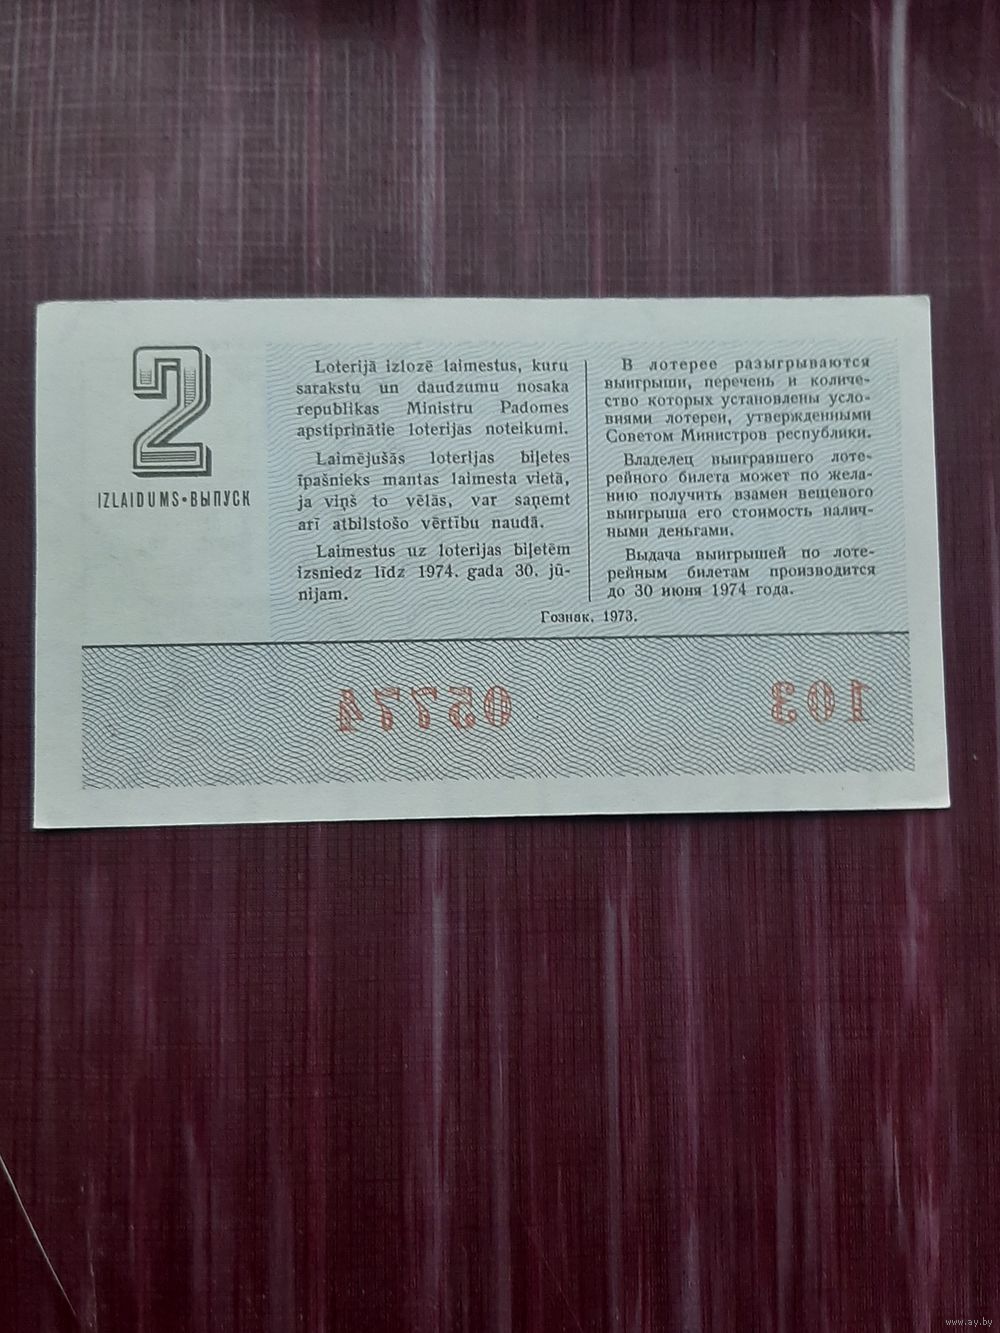 2
IZLAIDUMS•ВЫПУСК
Loterijā izlozē laimestus, kuru
sarakstu un daudzumu nosaka
republikas Ministru Padomes
apstiprinātie loterijas noteikumi.
Laimējušās loterijas biļetes
īpašnieks mantas laimesta vietā,
ja viņš to vēlās, var saņemt
arī atbilstošo vērtību naudā.
Laimestus uz loterijas biļetēm
izsniedz līdz 1974. gada 30. jū-
nijam.
В лотерее разыгрываются
выигрыши, перечень и количе-
ство которых установлены усло-
виями лотереи, утвержденными
Советом Министров республики.
Владелец выигравшего лоте-
рейного билета может по жела-
нию получить взамен вещевого
выигрыша его стоимость налич-
ными деньгами.
Выдача выигрышей по лоте-
рейным билетам производится
до 30 июня 1974 года.
Гознак. 1973.
05774 103
www.ay.by